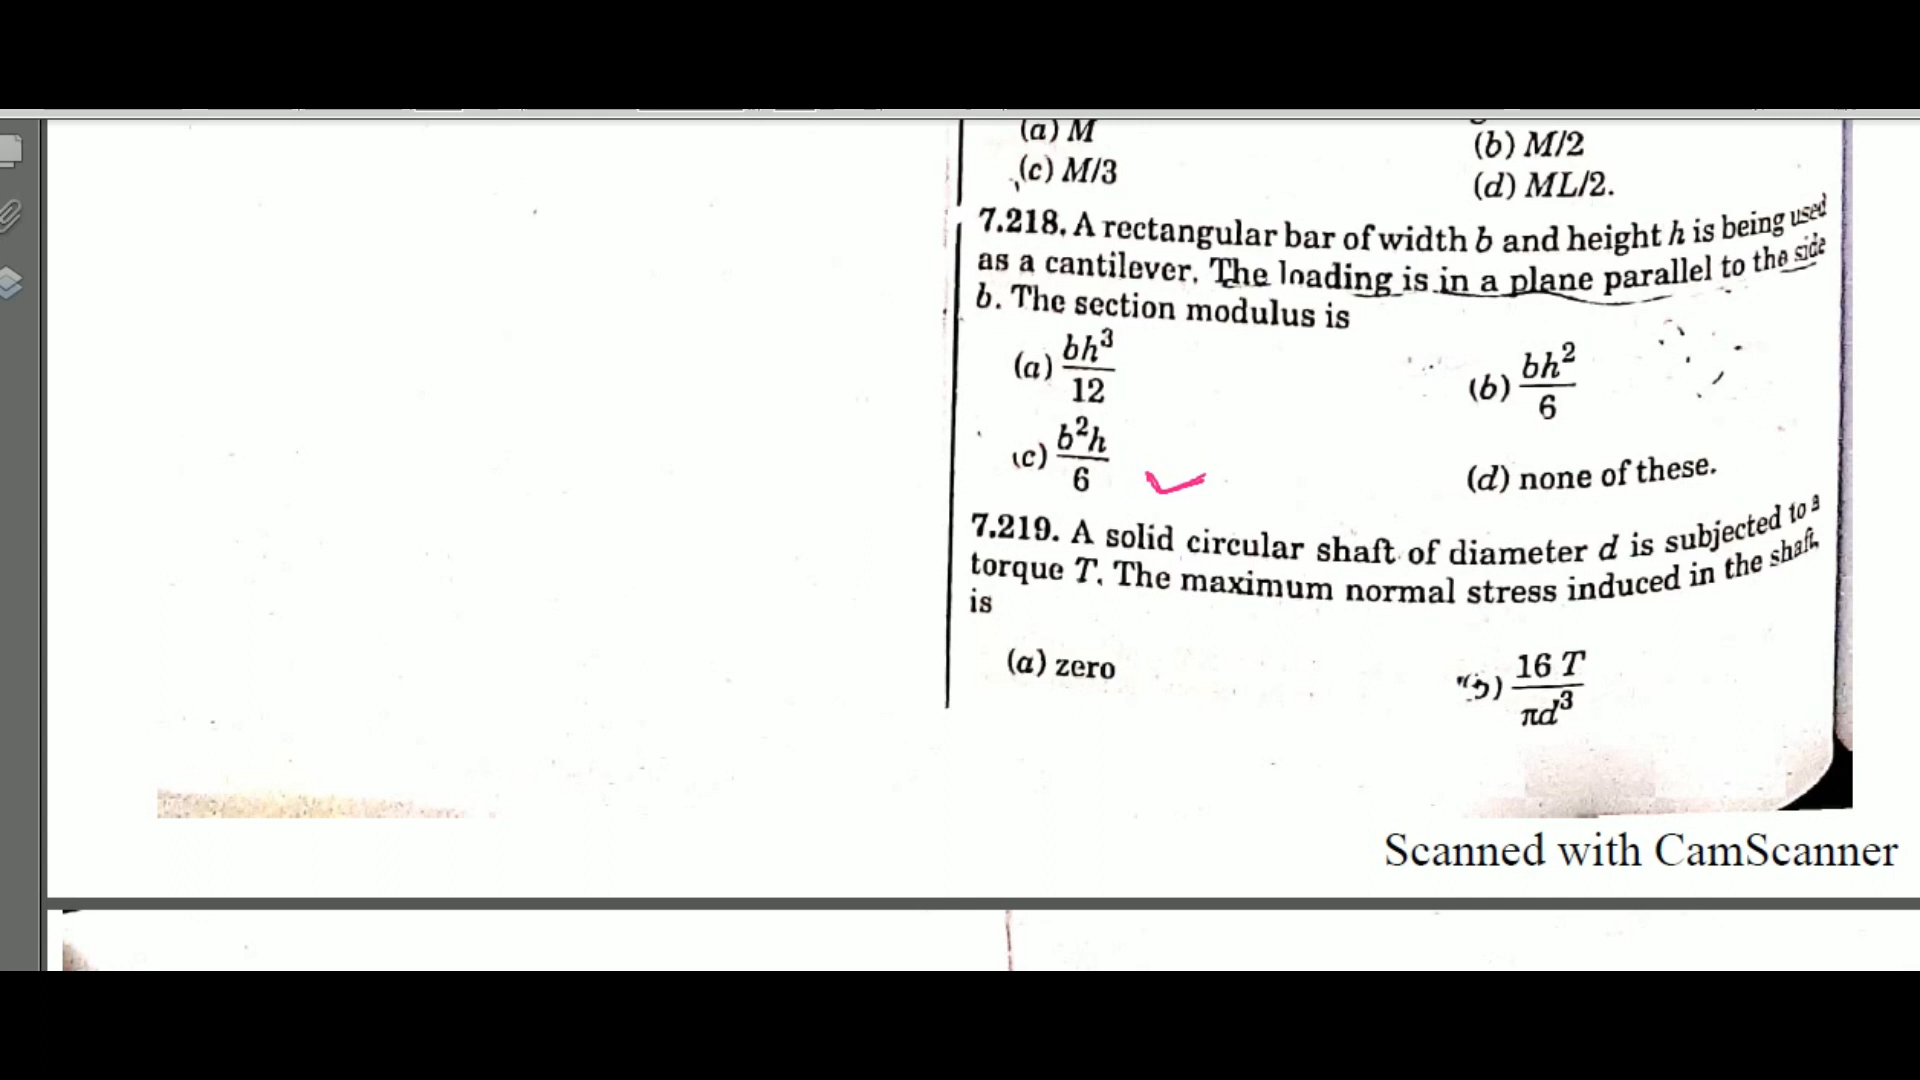 (a) M
(b) M/2
(c) M/3
(d) ML/2.
7.218. A rectangular bar of width b and height h is being used
as a cantilever. The loading is in a plane parallel to the side
b. The section modulus is
(a) bh³/12
(b) bh²/6
(c) b²h/6
(d) none of these.
7.219. A solid circular shaft of diameter d is subjected to a
torque T. The maximum normal stress induced in the shaft
is
(a) zero
(b) 16 T/πd³
Scanned with CamScanner